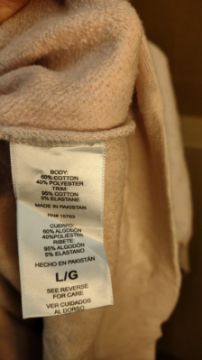 BODY:
60% COTTON
40% POLYESTER
TRIM:
95% COTTON
5% ELASTANE
MADE IN PAKISTAN
CUERPO:
60% ALGODÓN
40%POLIÉSTER
RIBETE:
95% ALGODÓN
5% ELASTANO
HECHO EN PAKISTÁN
L/G
SEE REVERSE
FOR CARE
VER CUIDADOS
AL DORSO